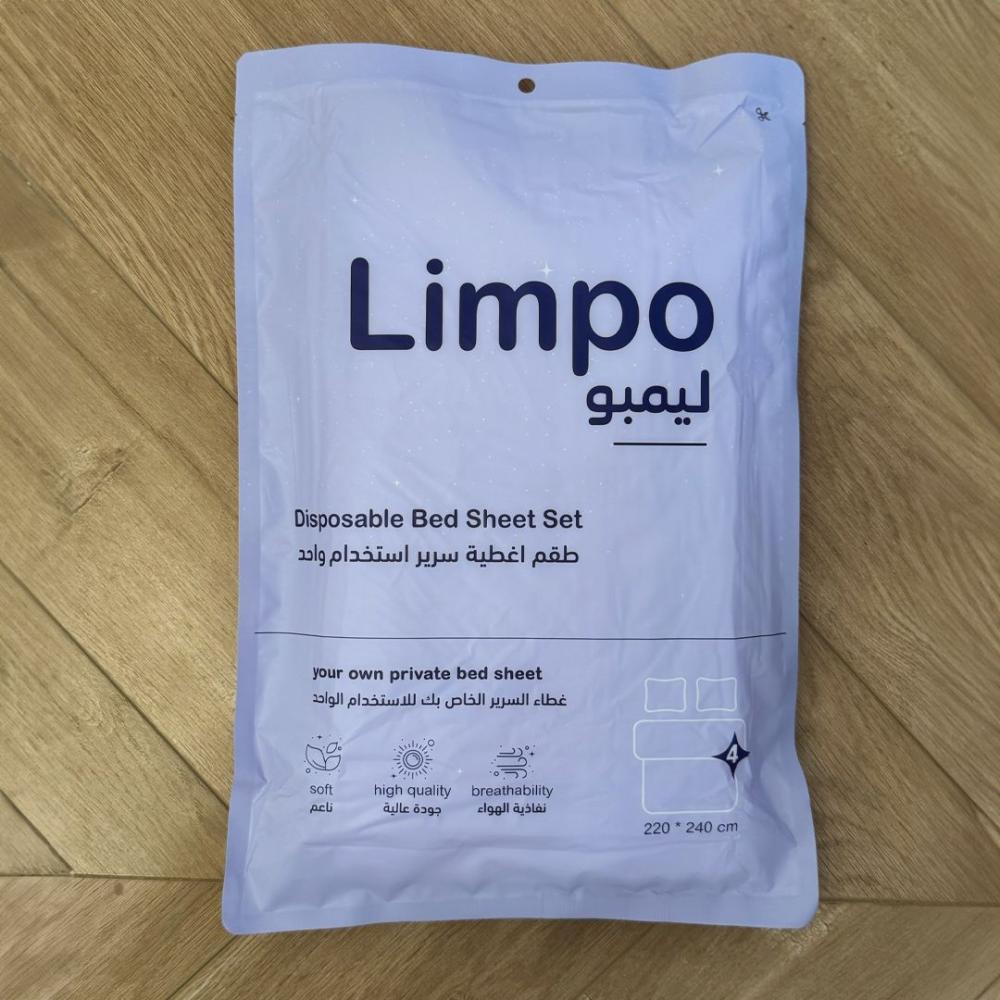 Limpo
ليمبو
Disposable Bed Sheet Set
طقم اغطية سرير استخدام واحد
your own private bed sheet
غطاء السرير الخاص بك للاستخدام الواحد
soft
ناعم
high quality
جودة عالية
breathability
نفاذية الهواء
4
220 * 240 cm